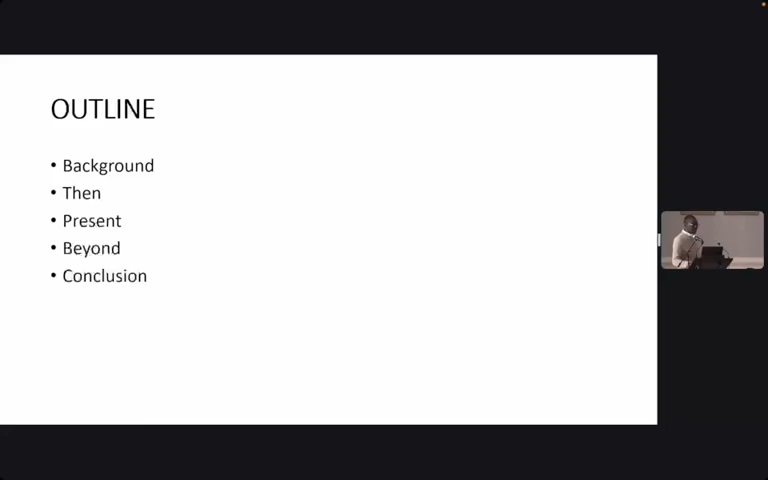 OUTLINE
• Background
• Then
• Present
• Beyond
• Conclusion